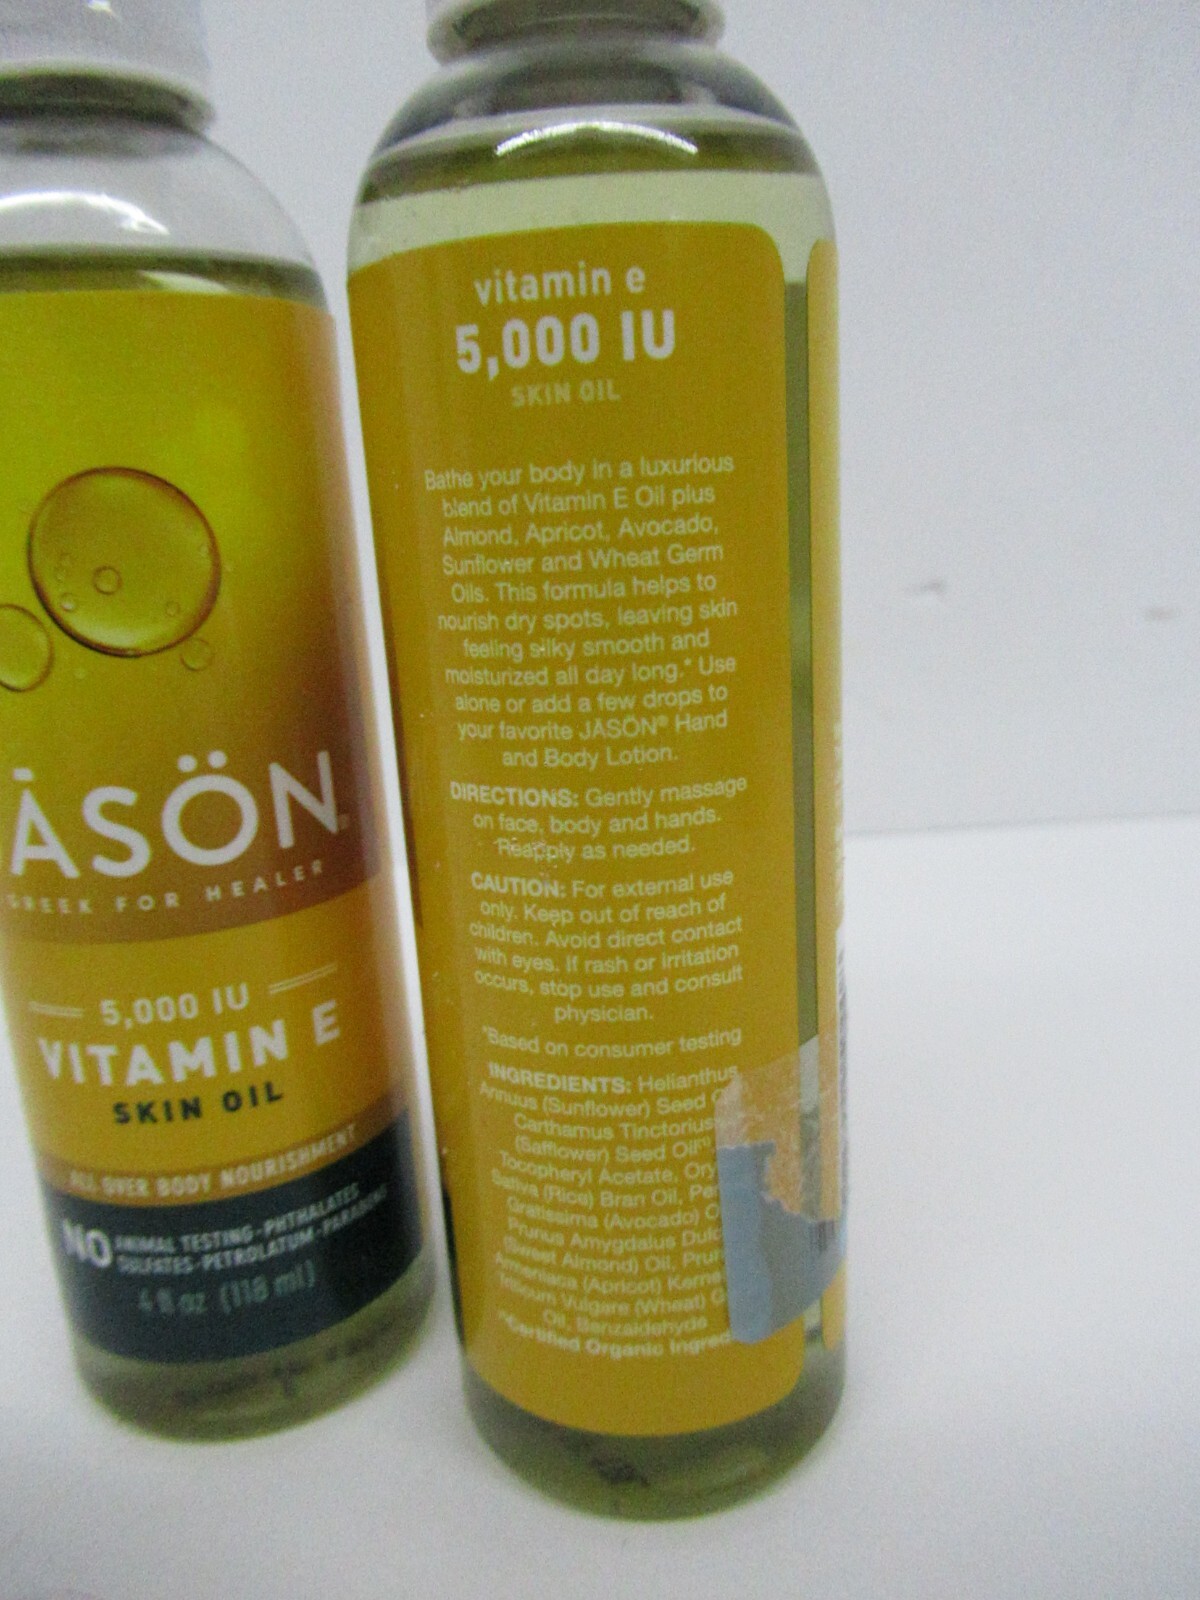 JĀSÖN®
GREEK FOR HEALER
5,000 IU
VITAMIN E
SKIN OIL
ALL OVER BODY NOURISHMENT
NO ANIMAL TESTING · PHTHALATES
SULFATES · PETROLATUM · PARABENS
4 fl oz (118 ml)
vitamin e
5,000 IU
SKIN OIL
Bathe your body in a luxurious
blend of Vitamin E Oil plus
Almond, Apricot, Avocado,
Sunflower and Wheat Germ
Oils. This formula helps to
nourish dry spots, leaving skin
feeling silky smooth and
moisturized all day long.* Use
alone or add a few drops to
your favorite JĀSÖN® Hand
and Body Lotion.
DIRECTIONS: Gently massage
on face, body and hands.
Reapply as needed.
CAUTION: For external use
only. Keep out of reach of
children. Avoid direct contact
with eyes. If rash or irritation
occurs, stop use and consult
physician.
*Based on consumer testing
INGREDIENTS: Helianthus
Annuus (Sunflower) Seed
Carthamus Tinctorius
(Safflower) Seed Oil⁽¹⁾
Tocopheryl Acetate,
Sativa (Rice) Bran Oil,
Gratissima (Avocado)
Prunus Amygdalus
(Sweet Almond) Oil,
Armeniaca (Apricot)
Triticum Vulgare (Wheat)
Oil, Benzaldehyde
⁽¹⁾Certified Organic